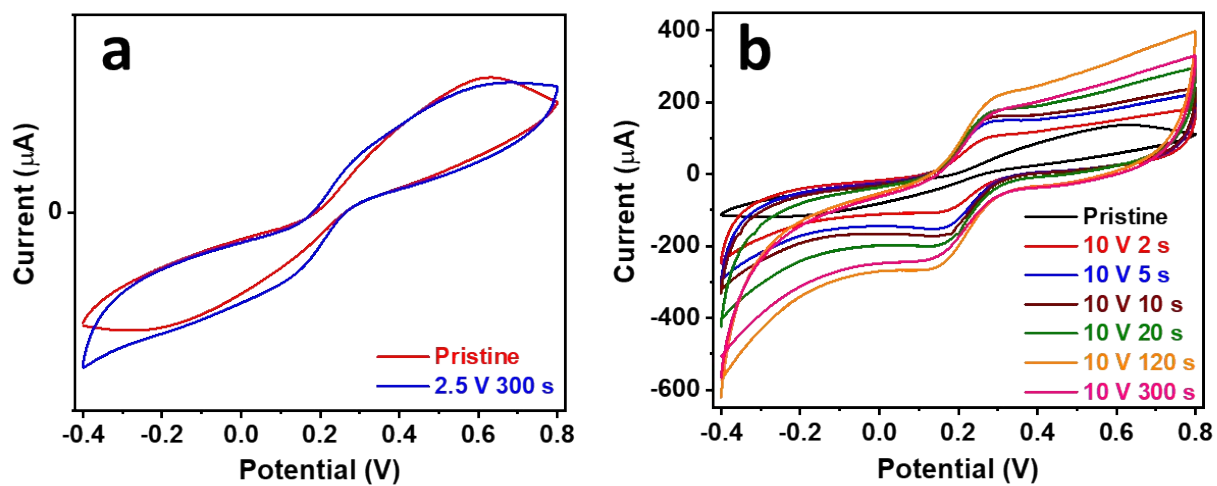 a
Current (μA)
0
Pristine
2.5 V 300 s
-0.4 -0.2 0.0 0.2 0.4 0.6 0.8
Potential (V)
b
Current (μA)
400
200
0
-200
-400
-600
Pristine
10 V 2 s
10 V 5 s
10 V 10 s
10 V 20 s
10 V 120 s
10 V 300 s
-0.4 -0.2 0.0 0.2 0.4 0.6 0.8
Potential (V)